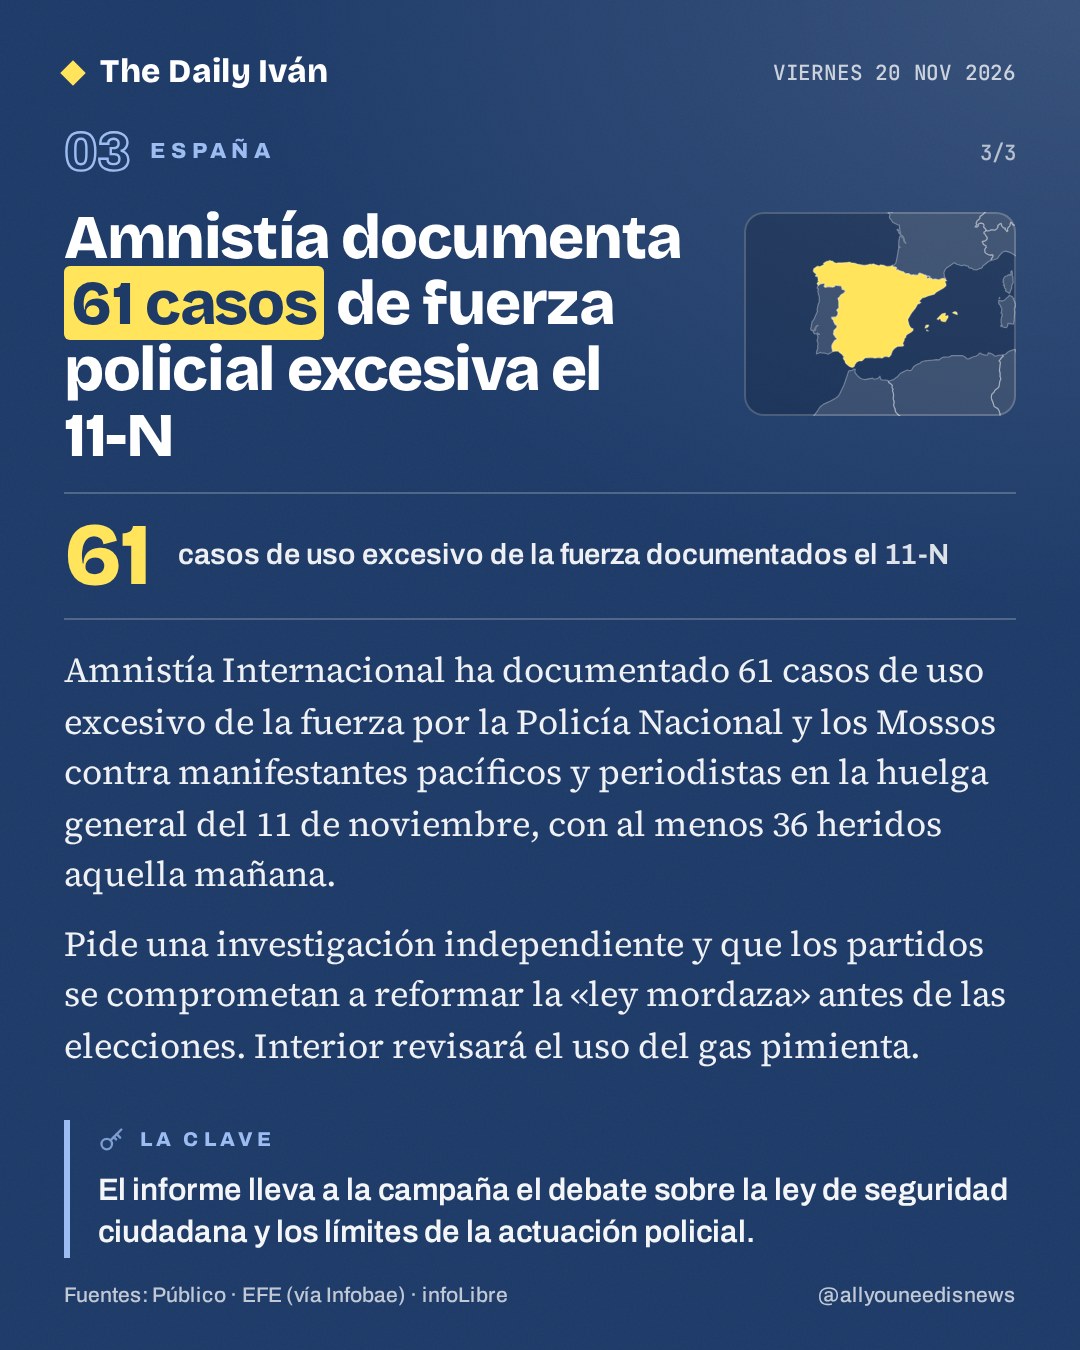 The Daily Iván
VIERNES 20 NOV 2026
03 ESPAÑA
3/3
Amnistía documenta
61 casos de fuerza
policial excesiva el
11-N
61 casos de uso excesivo de la fuerza documentados el 11-N
Amnistía Internacional ha documentado 61 casos de uso
excesivo de la fuerza por la Policía Nacional y los Mossos
contra manifestantes pacíficos y periodistas en la huelga
general del 11 de noviembre, con al menos 36 heridos
aquella mañana.
Pide una investigación independiente y que los partidos
se comprometan a reformar la «ley mordaza» antes de las
elecciones. Interior revisará el uso del gas pimienta.
LA CLAVE
El informe lleva a la campaña el debate sobre la ley de seguridad
ciudadana y los límites de la actuación policial.
Fuentes: Público · EFE (vía Infobae) · infoLibre
@allyouneedisnews